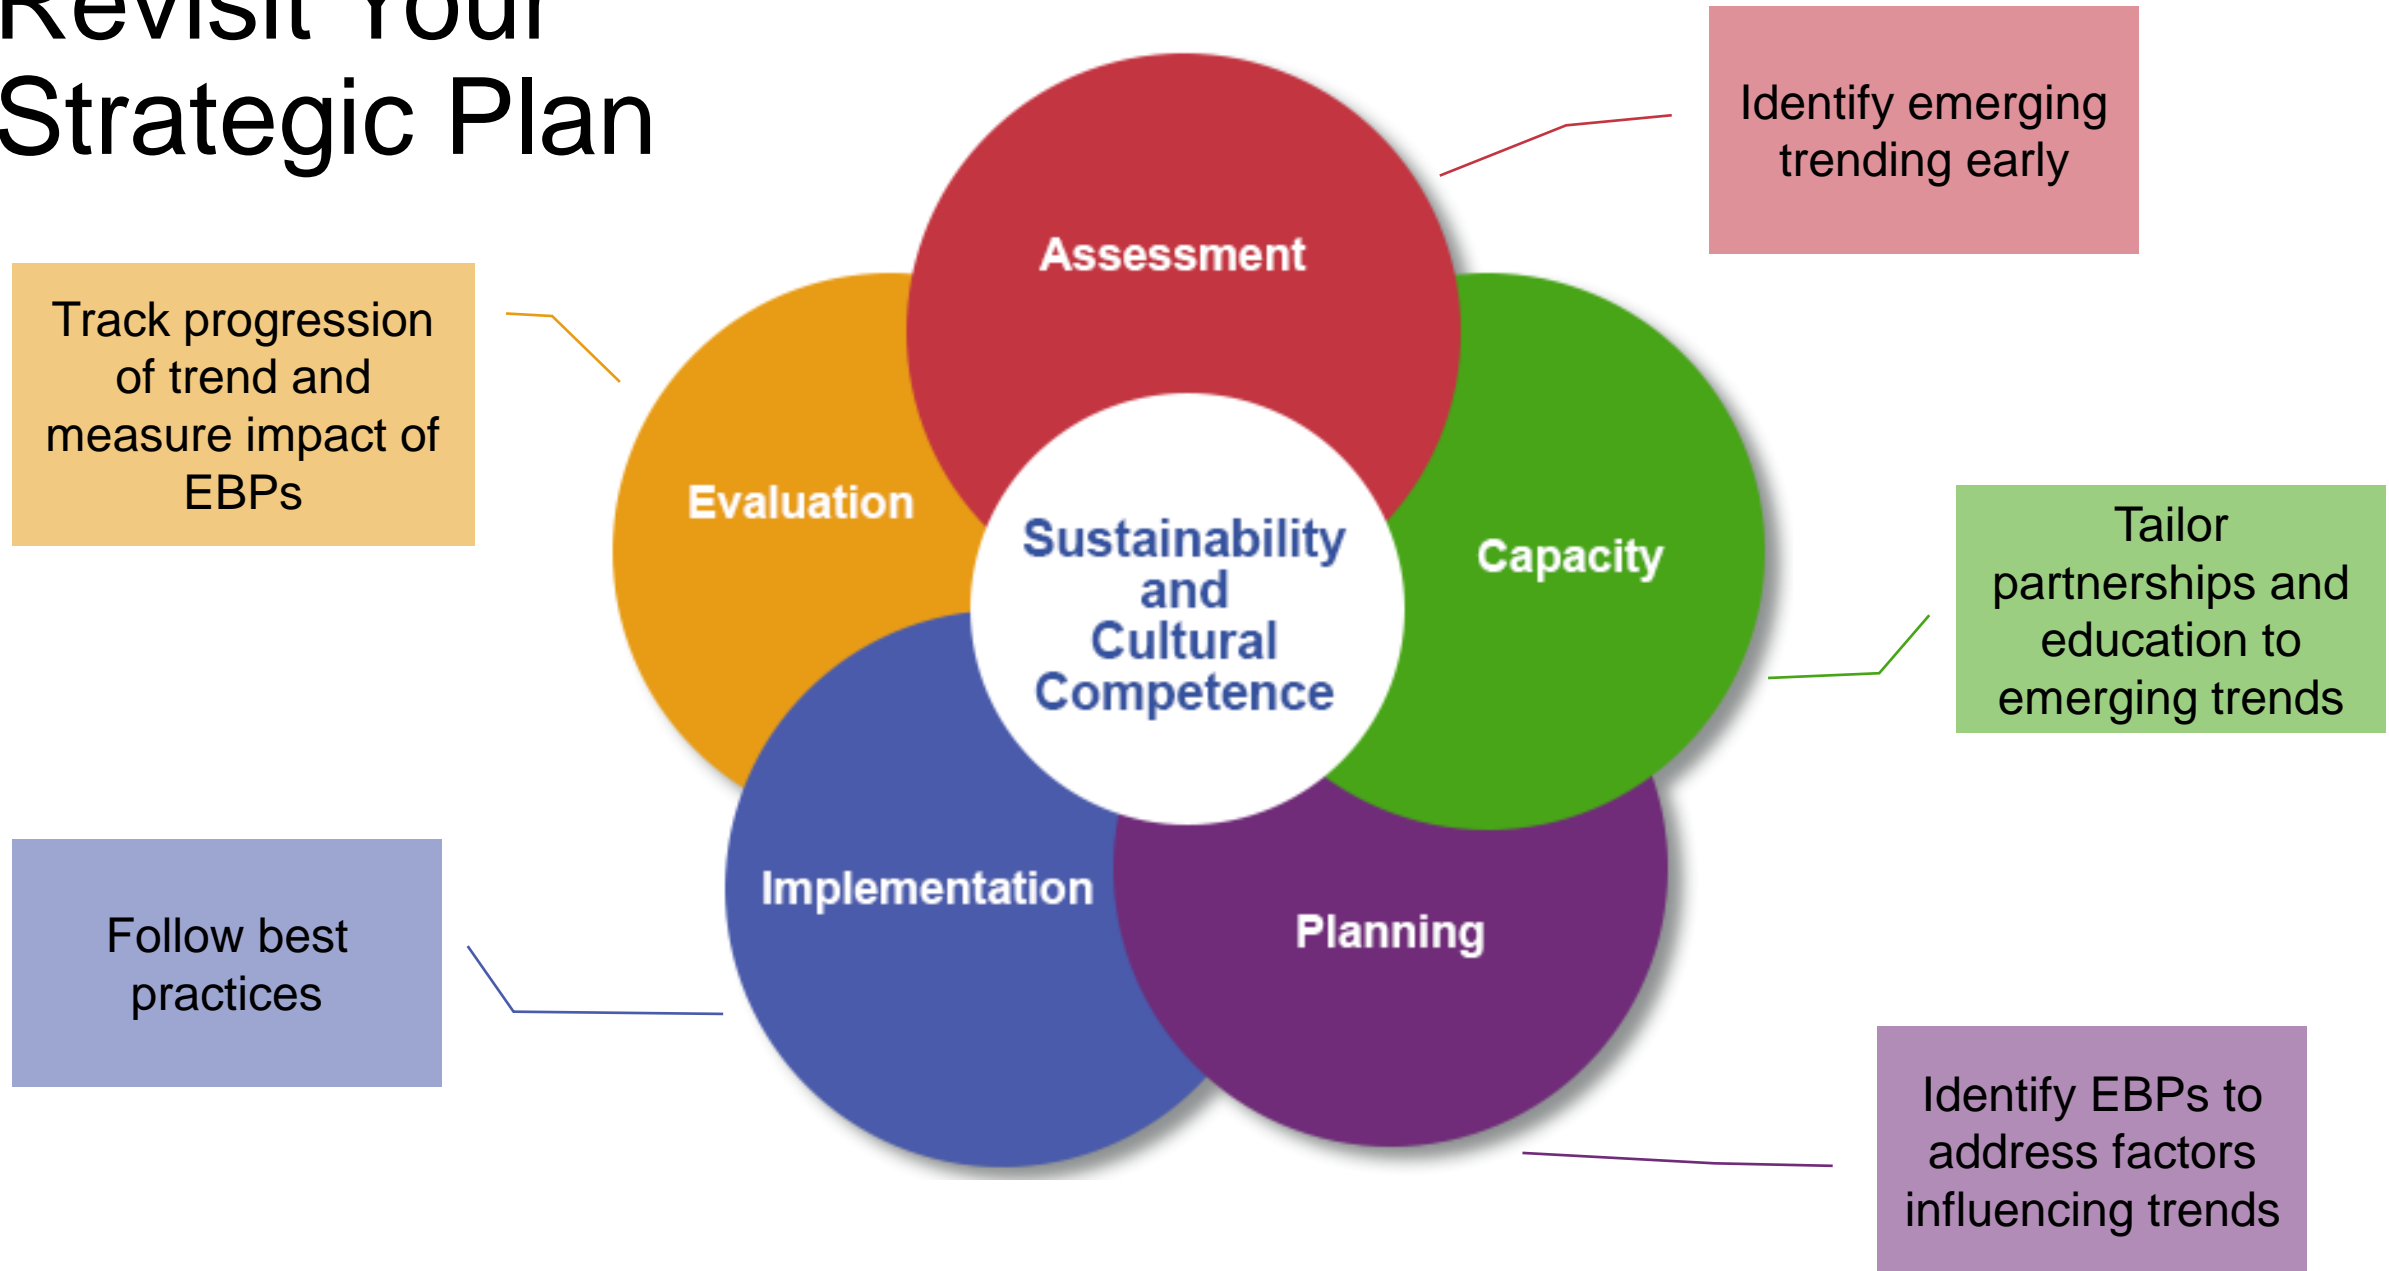 Revisit Your
Strategic Plan
Identify emerging
trending early
Assessment
Track progression
of trend and
measure impact of
EBPs
Evaluation
Sustainability
and
Cultural
Competence
Capacity
Tailor
partnerships and
education to
emerging trends
Follow best
practices
Implementation
Planning
Identify EBPs to
address factors
influencing trends